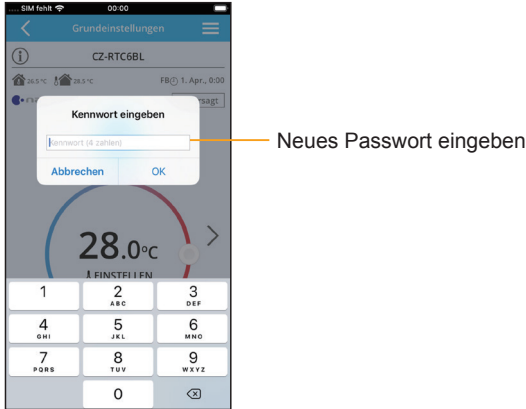 .... SIM fehlt 00:00
Grundeinstellungen
CZ-RTC6BL
26.5 °C 28.5 °C FB 1. Apr., 0:00
Kennwort eingeben
Kennwort (4 zahlen)
Abbrechen OK
Neues Passwort eingeben
28.0°C
EINSTELLEN
1 2 3
ABC DEF
4 5 6
GHI JKL MNO
7 8 9
PQRS TUV WXYZ
0